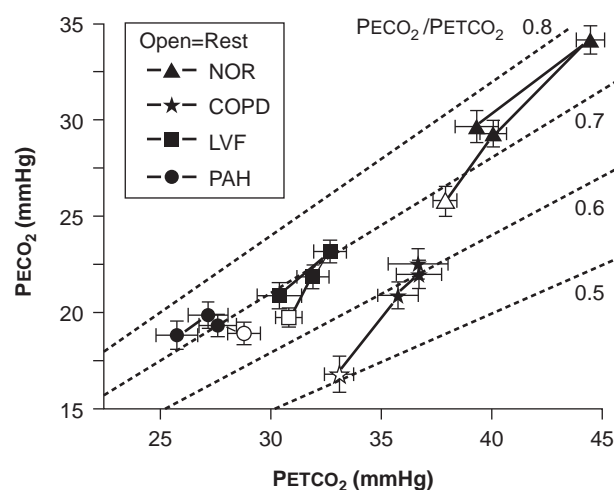 PECO₂/PETCO₂
0.8
Open=Rest
NOR
COPD
LVF
PAH
0.7
0.6
0.5
PECO₂ (mmHg)
35
30
25
20
15
25
30
35
40
45
PETCO₂ (mmHg)